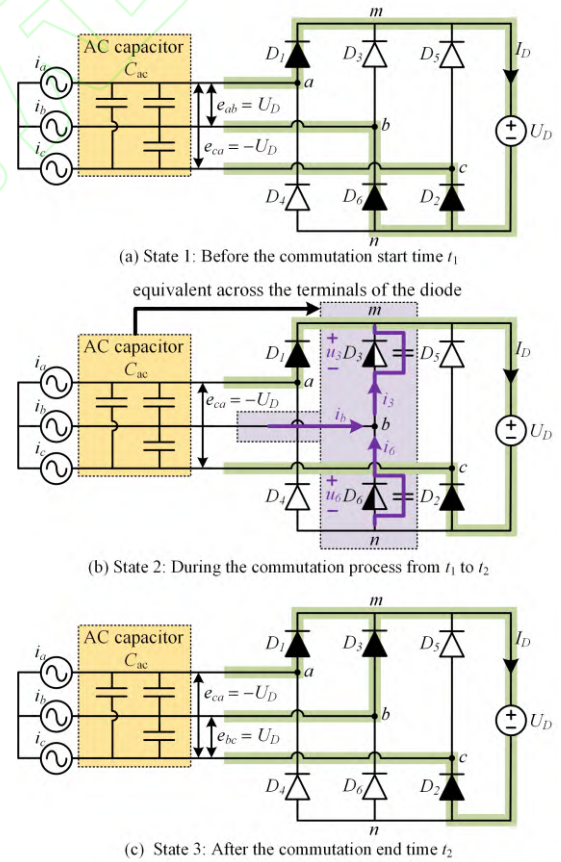 m
AC capacitor
C_ac
i_a
i_b
i_c
e_ab = U_D
e_ca = −U_D
D_1
D_3
D_5
I_D
a
b
c
U_D
D_4
D_6
D_2
n
(a) State 1: Before the commutation start time t_1
equivalent across the terminals of the diode
m
AC capacitor
C_ac
i_a
i_b
i_c
e_ca = −U_D
D_1
+
u_3
−
D_3
D_5
I_D
a
i_3
i_b
b
i_6
c
U_D
D_4
+
u_6
−
D_6
D_2
n
(b) State 2: During the commutation process from t_1 to t_2
m
AC capacitor
C_ac
i_a
i_b
i_c
e_ca = −U_D
e_bc = U_D
D_1
D_3
D_5
I_D
a
b
c
U_D
D_4
D_6
D_2
n
(c) State 3: After the commutation end time t_2